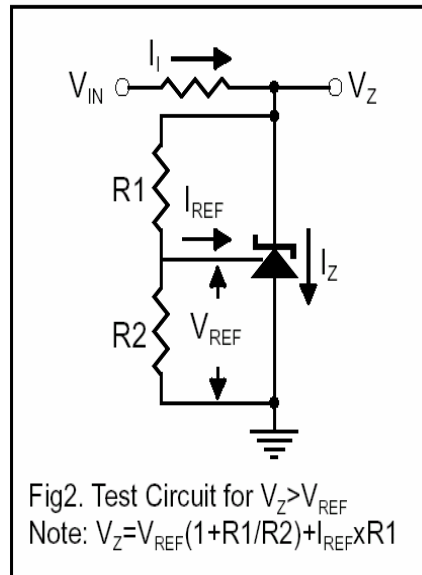 I_I
V_IN
V_Z
R1
I_REF
I_Z
R2
V_REF
Fig2. Test Circuit for V_Z>V_REF
Note: V_Z=V_REF(1+R1/R2)+I_REFxR1